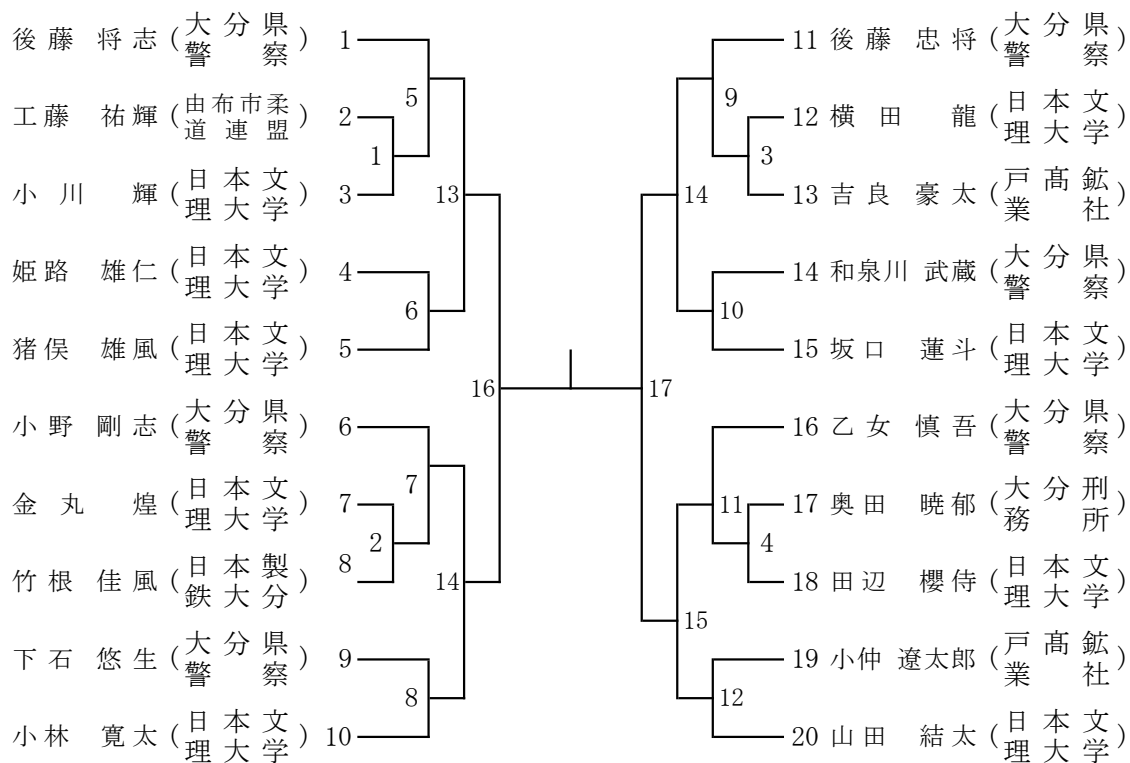 後藤 将志 (大分県警察) 1
工藤 祐輝 (由布市柔道連盟) 2
小川 輝 (日本文理大学) 3
姫路 雄仁 (日本文理大学) 4
猪俣 雄風 (日本文理大学) 5
小野 剛志 (大分県警察) 6
金丸 煌 (日本文理大学) 7
竹根 佳風 (日本製鉄大分) 8
下石 悠生 (大分県警察) 9
小林 寛太 (日本文理大学) 10
5
1
13
6
16
7
2
14
8
11 後藤 忠将 (大分県警察)
12 横田 龍 (日本文理大学)
13 吉良 豪太 (戸髙鉱業社)
14 和泉川 武蔵 (大分県警察)
15 坂口 蓮斗 (日本文理大学)
16 乙女 慎吾 (大分県警察)
17 奥田 暁郁 (大分刑務所)
18 田辺 櫻侍 (日本文理大学)
19 小仲 遼太郎 (戸髙鉱業社)
20 山田 結太 (日本文理大学)
9
3
14
10
17
11
4
15
12